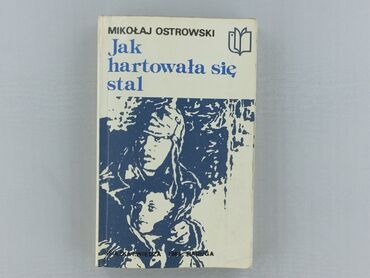 MIKOŁAJ OSTROWSKI
Jak
hartowała się
stal